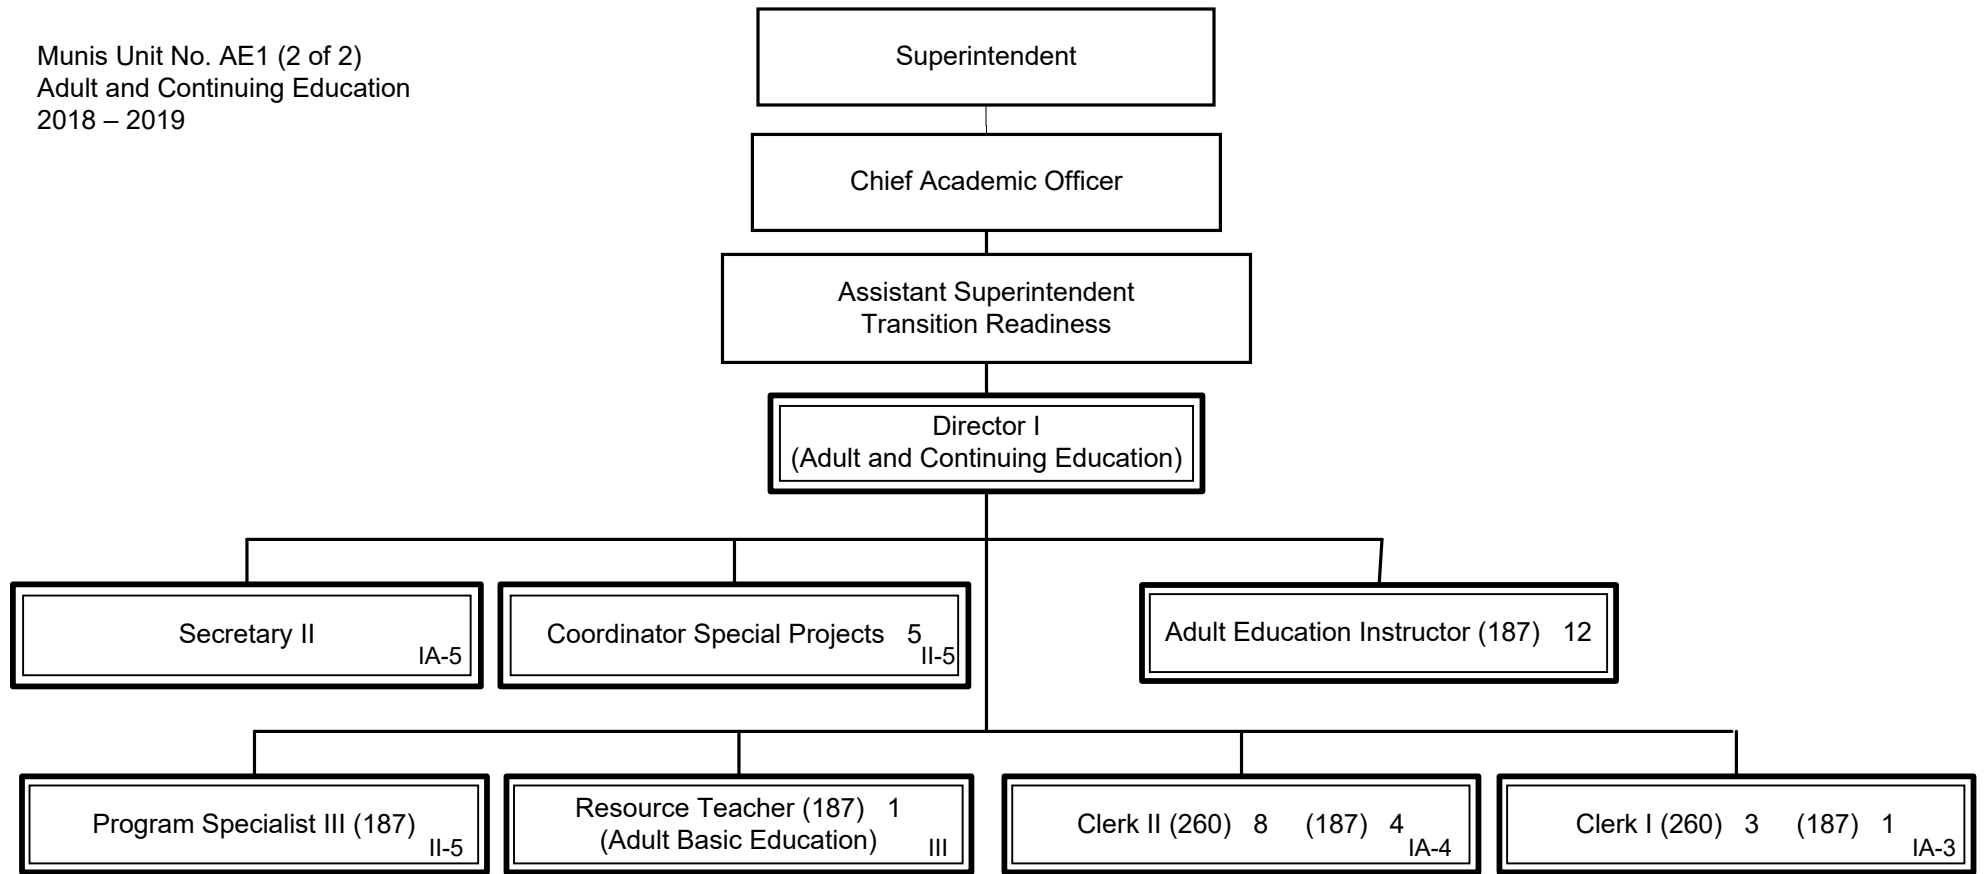 Munis Unit No. AE1 (2 of 2)
Adult and Continuing Education
2018 – 2019
Superintendent
Chief Academic Officer
Assistant Superintendent
Transition Readiness
Director I
(Adult and Continuing Education)
Secretary II
IA-5
Coordinator Special Projects 5
II-5
Adult Education Instructor (187) 12
Program Specialist III (187)
II-5
Resource Teacher (187) 1
(Adult Basic Education)
III
Clerk II (260) 8 (187) 4
IA-4
Clerk I (260) 3 (187) 1
IA-3